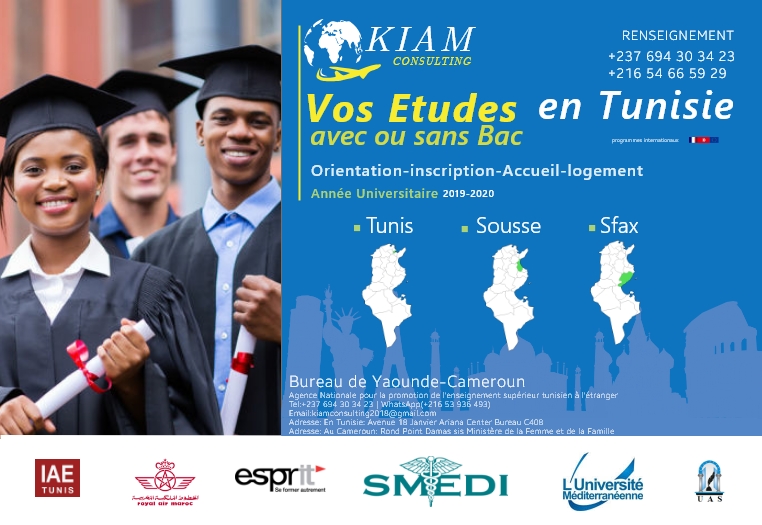 KIAM
CONSULTING
RENSEIGNEMENT
+237 694 30 34 23
+216 54 66 59 29
Vos Etudes en Tunisie
avec ou sans Bac
programmes internationaux
Orientation-inscription-Accueil-logement
Année Universitaire 2019-2020
Tunis
Sousse
Sfax
Bureau de Yaounde-Cameroun
Agence Nationale pour la promotion de l'enseignement supérieur tunisien à l'étranger
Tel:+237 694 30 34 23 | WhatsApp(+216 53 936 493)
Email:kiamconsulting2018@gmail.com
Adresse: En Tunisie: Avenue 18 Janvier Ariana Center Bureau C408
Adresse: Au Cameroun: Rond Point Damas sis Ministère de la Femme et de la Famille
IAE
TUNIS
royal air maroc
esprit
Se former autrement
SMEDI
L'Université
Méditerranéenne
UAS